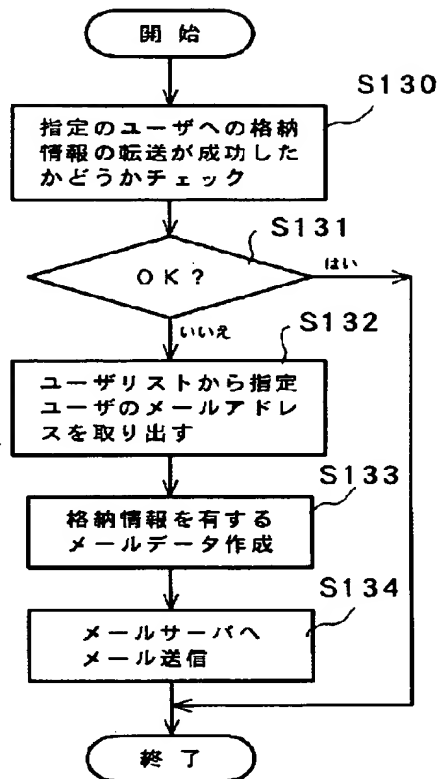 開始
S130
指定のユーザへの格納
情報の転送が成功した
かどうかチェック
S131
OK?
はい
いいえ
S132
ユーザリストから指定
ユーザのメールアドレ
スを取り出す
S133
格納情報を有する
メールデータ作成
S134
メールサーバへ
メール送信
終了